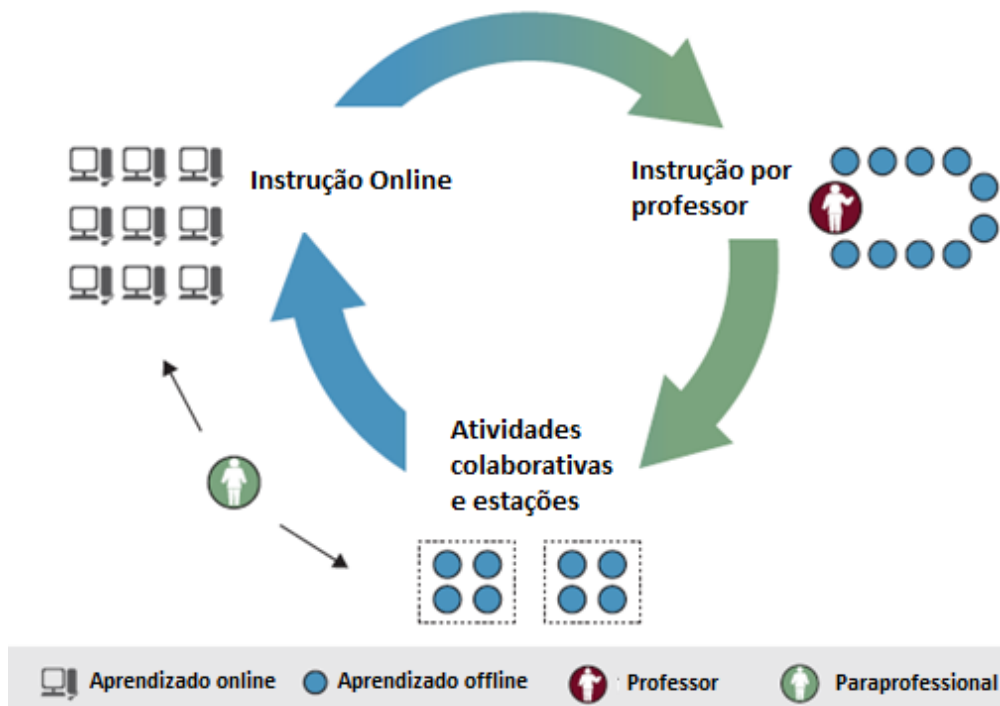 Instrução Online
Instrução por
professor
Atividades
colaborativas
e estações
Aprendizado online
Aprendizado offline
Professor
Paraprofessional